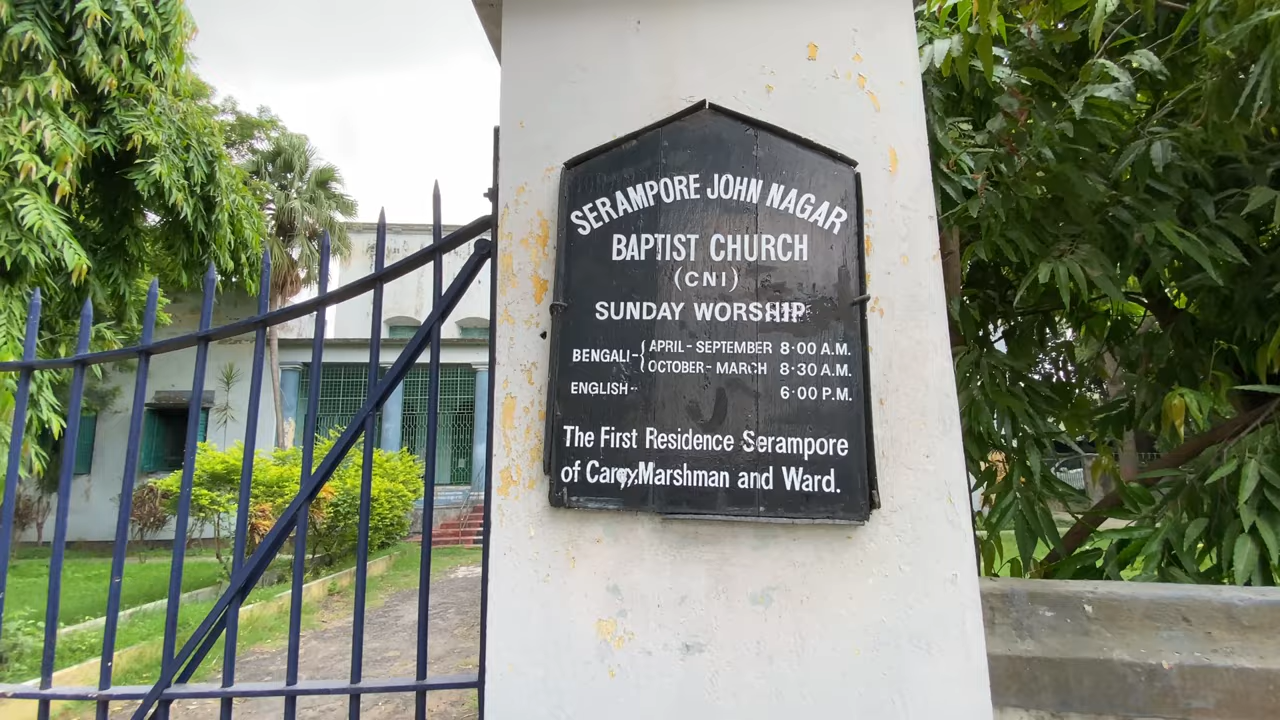 SERAMPORE JOHN NAGAR
BAPTIST CHURCH
(CNI)
SUNDAY WORSHIP
BENGALI-{ APRIL - SEPTEMBER 8·00 A.M.
OCTOBER - MARCH 8·30 A.M.
ENGLISH- 6·00 P.M.
The First Residence Serampore
of Carey, Marshman and Ward.